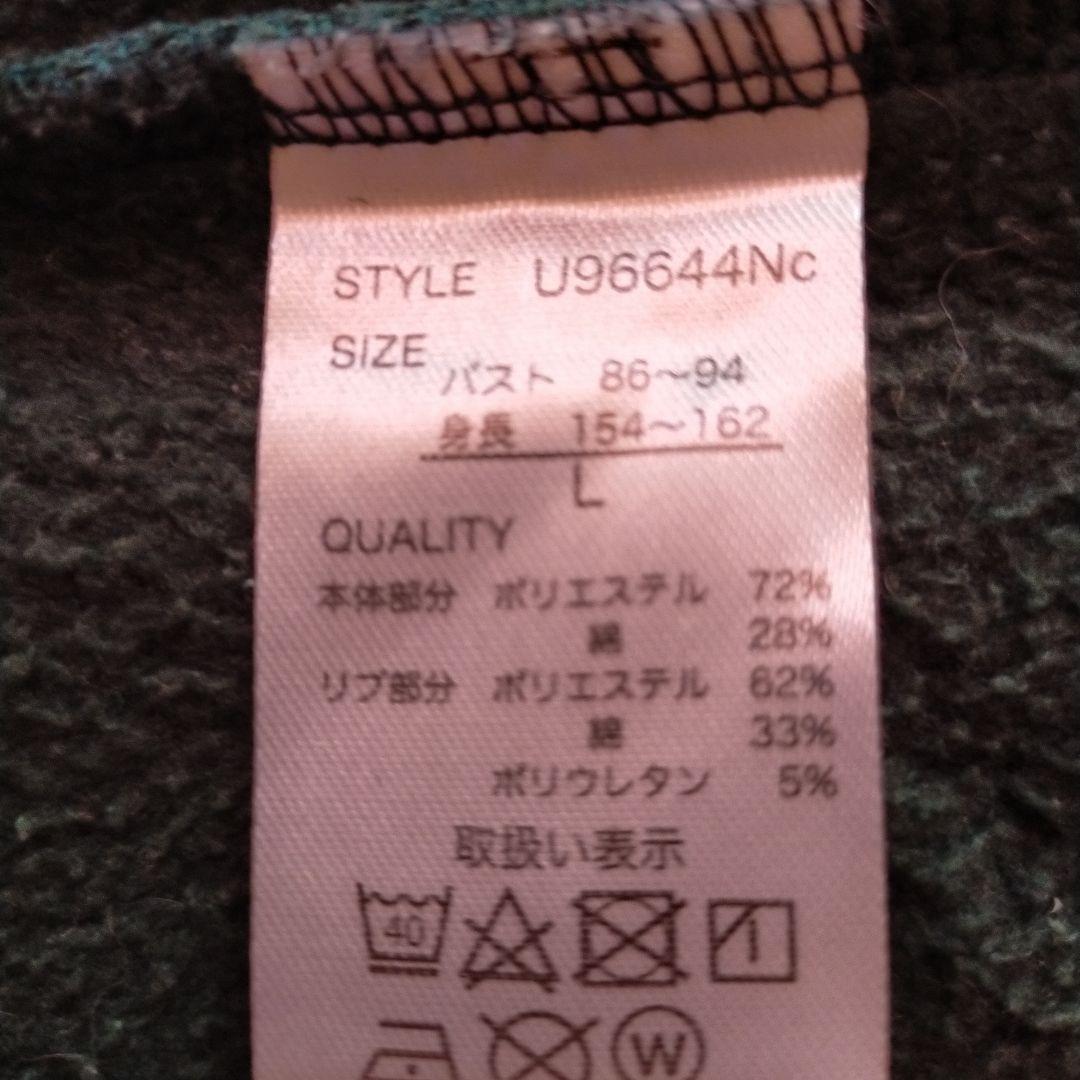 STYLE U96644Nc
SIZE
バスト 86〜94
身長 154〜162
L
QUALITY
本体部分 ポリエステル 72%
綿 28%
リブ部分 ポリエステル 62%
綿 33%
ポリウレタン 5%
取扱い表示
40
W